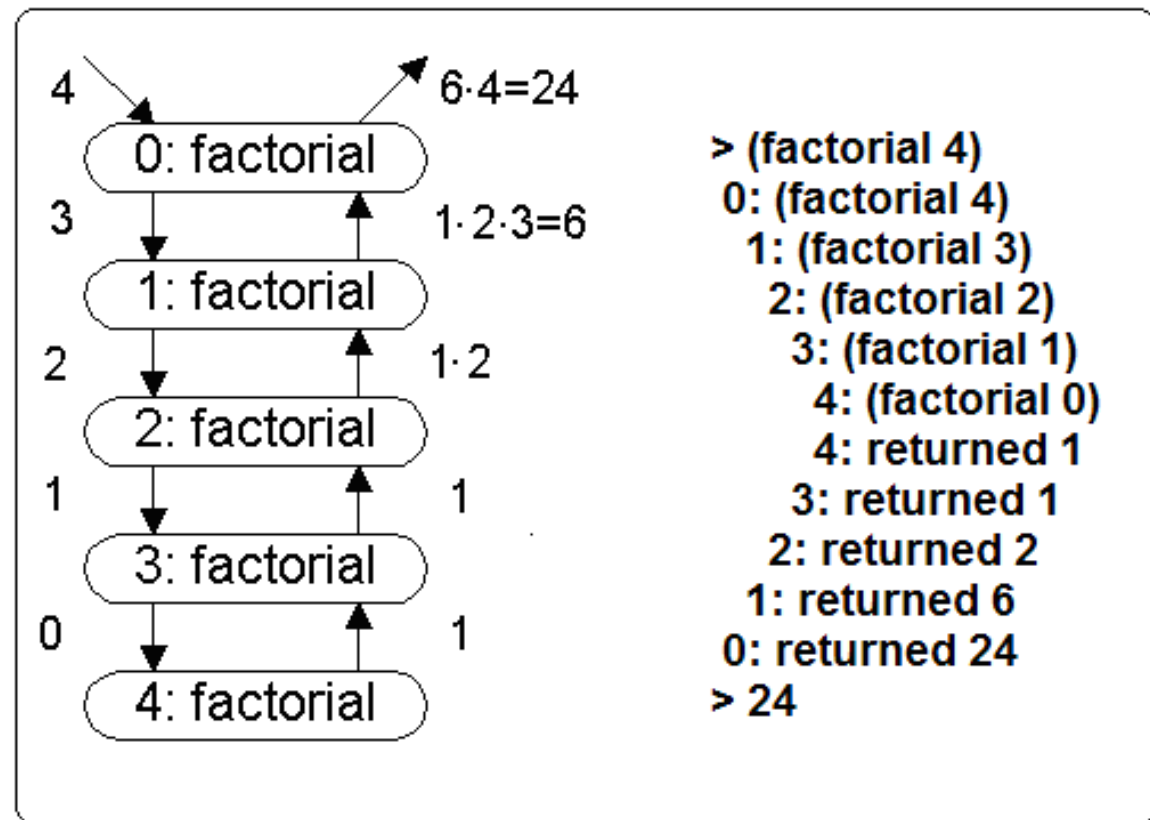 4
6·4=24
0: factorial
3
1·2·3=6
1: factorial
2
1·2
2: factorial
1
1
3: factorial
0
1
4: factorial
> (factorial 4)
0: (factorial 4)
1: (factorial 3)
2: (factorial 2)
3: (factorial 1)
4: (factorial 0)
4: returned 1
3: returned 1
2: returned 2
1: returned 6
0: returned 24
> 24